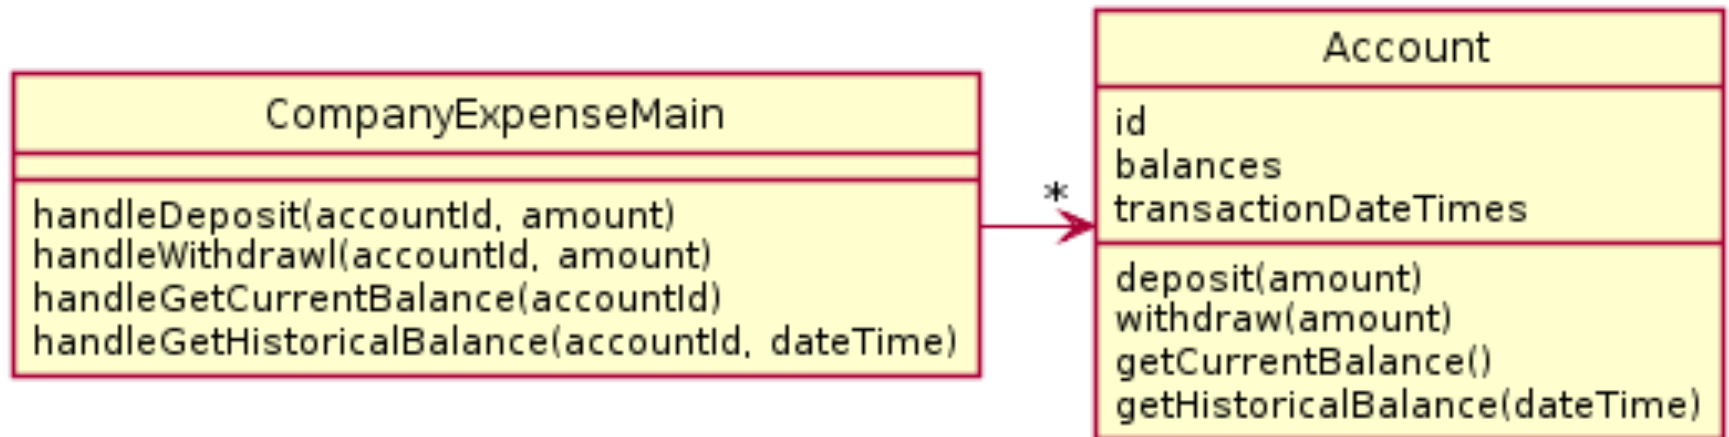 CompanyExpenseMain
handleDeposit(accountId, amount)
handleWithdrawl(accountId, amount)
handleGetCurrentBalance(accountId)
handleGetHistoricalBalance(accountId, dateTime)
*
Account
id
balances
transactionDateTimes
deposit(amount)
withdraw(amount)
getCurrentBalance()
getHistoricalBalance(dateTime)